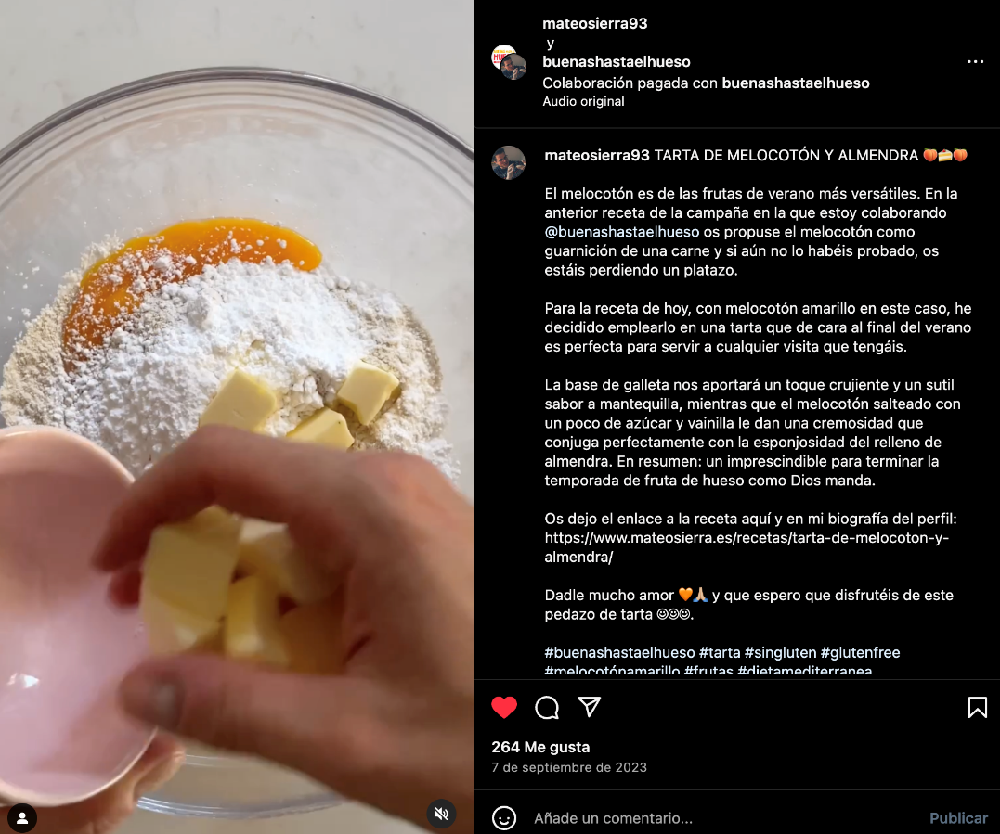 mateosierra93
y
buenashastaelhueso
Colaboración pagada con buenashastaelhueso
Audio original
mateosierra93 TARTA DE MELOCOTÓN Y ALMENDRA 🍑🍰🍑
El melocotón es de las frutas de verano más versátiles. En la
anterior receta de la campaña en la que estoy colaborando
@buenashastaelhueso os propuse el melocotón como
guarnición de una carne y si aún no lo habéis probado, os
estáis perdiendo un platazo.
Para la receta de hoy, con melocotón amarillo en este caso, he
decidido emplearlo en una tarta que de cara al final del verano
es perfecta para servir a cualquier visita que tengáis.
La base de galleta nos aportará un toque crujiente y un sutil
sabor a mantequilla, mientras que el melocotón salteado con
un poco de azúcar y vainilla le dan una cremosidad que
conjuga perfectamente con la esponjosidad del relleno de
almendra. En resumen: un imprescindible para terminar la
temporada de fruta de hueso como Dios manda.
Os dejo el enlace a la receta aquí y en mi biografía del perfil:
https://www.mateosierra.es/recetas/tarta-de-melocoton-y-
almendra/
Dadle mucho amor 🧡🙏🏼 y que espero que disfrutéis de este
pedazo de tarta ☺☺☺.
#buenashastaelhueso #tarta #singluten #glutenfree
#melocotónamarillo #frutas #dietamediterranea
264 Me gusta
7 de septiembre de 2023
Añade un comentario...
Publicar